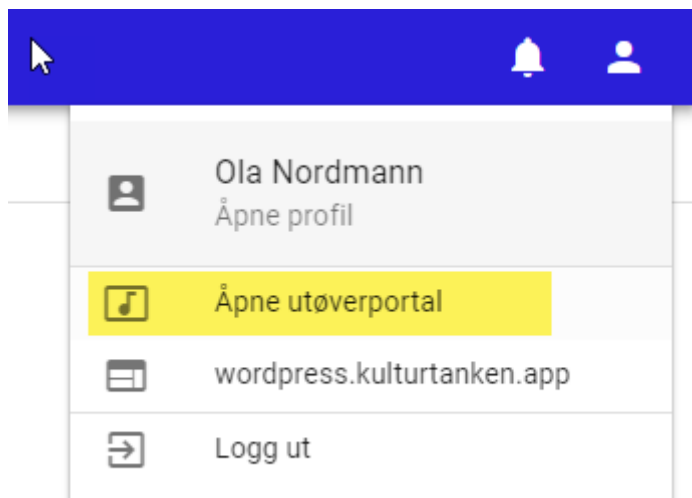 Ola Nordmann
Åpne profil
Åpne utøverportal
wordpress.kulturtanken.app
Logg ut